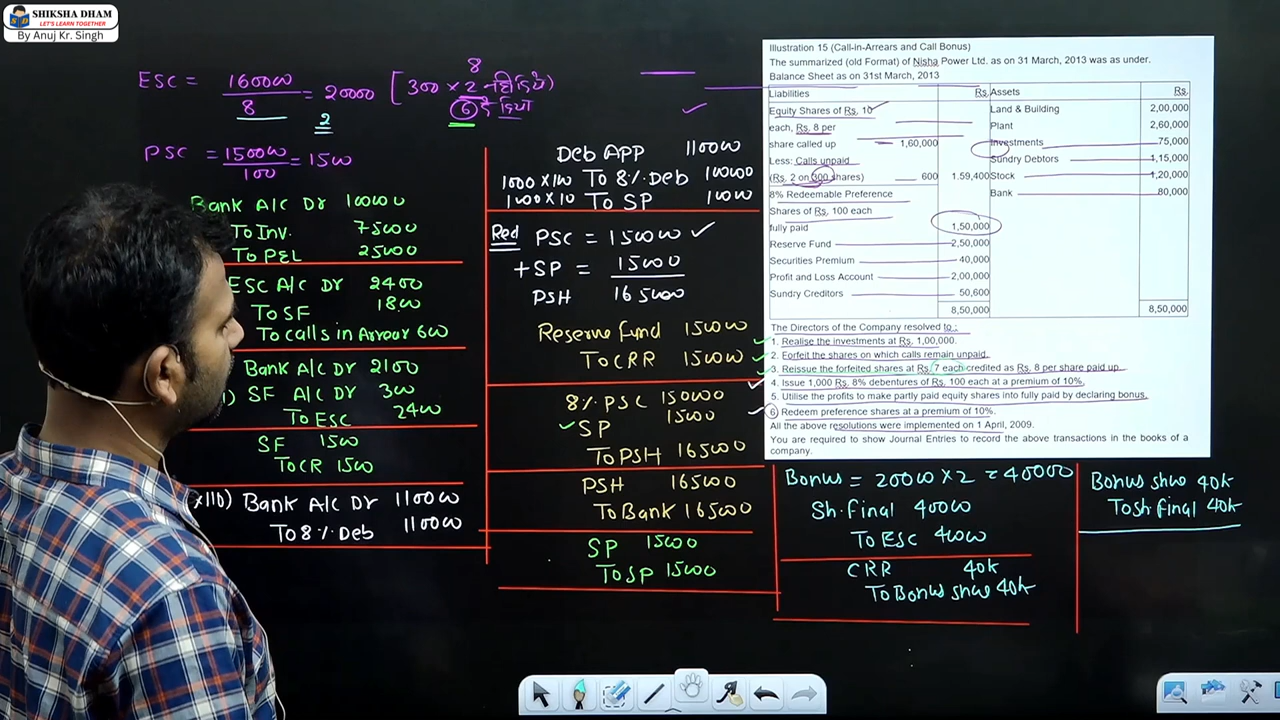 SHIKSHA DHAM
LET'S LEARN TOGETHER
By Anuj Kr. Singh
ESC = 160000 / 8 = 20000
2
[300 × 2
8
6
PSC = 150000 / 100 = 1500
Bank A/c Dr 100000
To Inv. 75000
To P&L 25000
ESC A/c Dr 2400
To SF 1800
To calls in Arrear 600
Bank A/c Dr 2100
SF A/c Dr 300
To ESC 2400
SF 1500
To CR 1500
×110) Bank A/c Dr 110000
To 8% Deb 110000
Deb APP 110000
1000×100 To 8% Deb 100000
1000×10 To SP 10000
Red PSC = 150000
+SP = 15000
PSH 165000
Reserve fund 150000
To CRR 150000
8% PSC 150000
SP 15000
To PSH 165000
PSH 165000
To Bank 165000
SP 15000
To SP 15000
Illustration 15 (Call-in-Arrears and Call Bonus)
The summarized (old Format) of Nisha Power Ltd. as on 31 March, 2013 was as under.
Balance Sheet as on 31st March, 2013
Liabilities Rs. Assets Rs.
Equity Shares of Rs. 10 Land & Building 2,00,000
each, Rs. 8 per Plant 2,60,000
share called up 1,60,000 Investments 75,000
Less: Calls unpaid Sundry Debtors 1,15,000
(Rs. 2 on 300 shares) 600 1,59,400 Stock 1,20,000
8% Redeemable Preference Bank 80,000
Shares of Rs. 100 each
fully paid 1,50,000
Reserve Fund 2,50,000
Securities Premium 40,000
Profit and Loss Account 2,00,000
Sundry Creditors 50,600
8,50,000 8,50,000
The Directors of the Company resolved to :
1. Realise the investments at Rs. 1,00,000.
2. Forfeit the shares on which calls remain unpaid.
3. Reissue the forfeited shares at Rs. 7 each credited as Rs. 8 per share paid up.
4. Issue 1,000 Rs. 8% debentures of Rs. 100 each at a premium of 10%.
5. Utilise the profits to make partly paid equity shares into fully paid by declaring bonus.
6. Redeem preference shares at a premium of 10%.
All the above resolutions were implemented on 1 April, 2009.
You are required to show Journal Entries to record the above transactions in the books of a
company.
Bonus = 20000 × 2 = 40000
Sh. final 40000
To ESC 40000
CRR 40k
To Bonus share 40k
Bonus share 40k
To sh final 40k